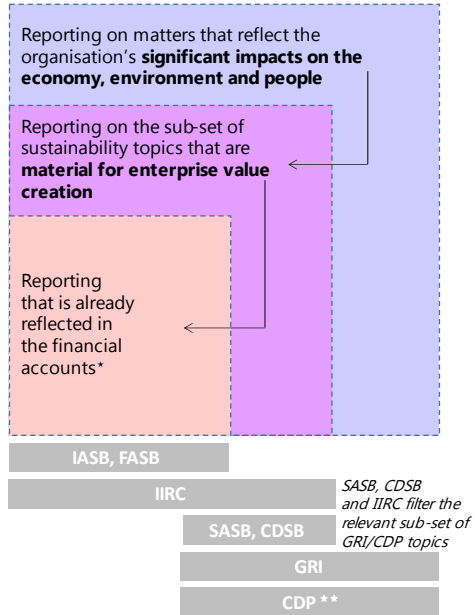 Reporting on matters that reflect the
organisation's significant impacts on the
economy, environment and people
Reporting on the sub-set of
sustainability topics that are
material for enterprise value
creation
Reporting
that is already
reflected in
the financial
accounts*
IASB, FASB
IIRC
SASB, CDSB
and IIRC filter the
relevant sub-set of
GRI/CDP topics
SASB, CDSB
GRI
CDP **